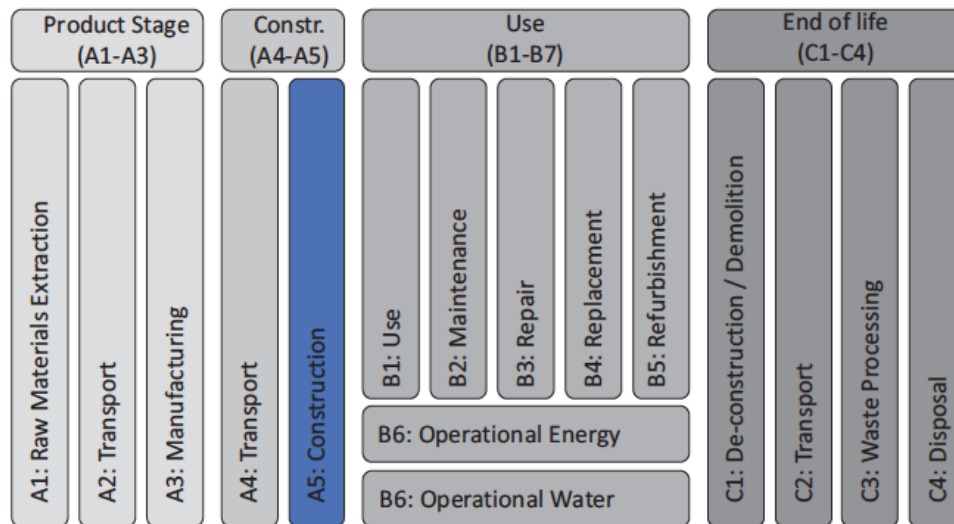 Product Stage
(A1-A3)
Constr.
(A4-A5)
Use
(B1-B7)
End of life
(C1-C4)
A1: Raw Materials Extraction
A2: Transport
A3: Manufacturing
A4: Transport
A5: Construction
B1: Use
B2: Maintenance
B3: Repair
B4: Replacement
B5: Refurbishment
B6: Operational Energy
B6: Operational Water
C1: De-construction / Demolition
C2: Transport
C3: Waste Processing
C4: Disposal